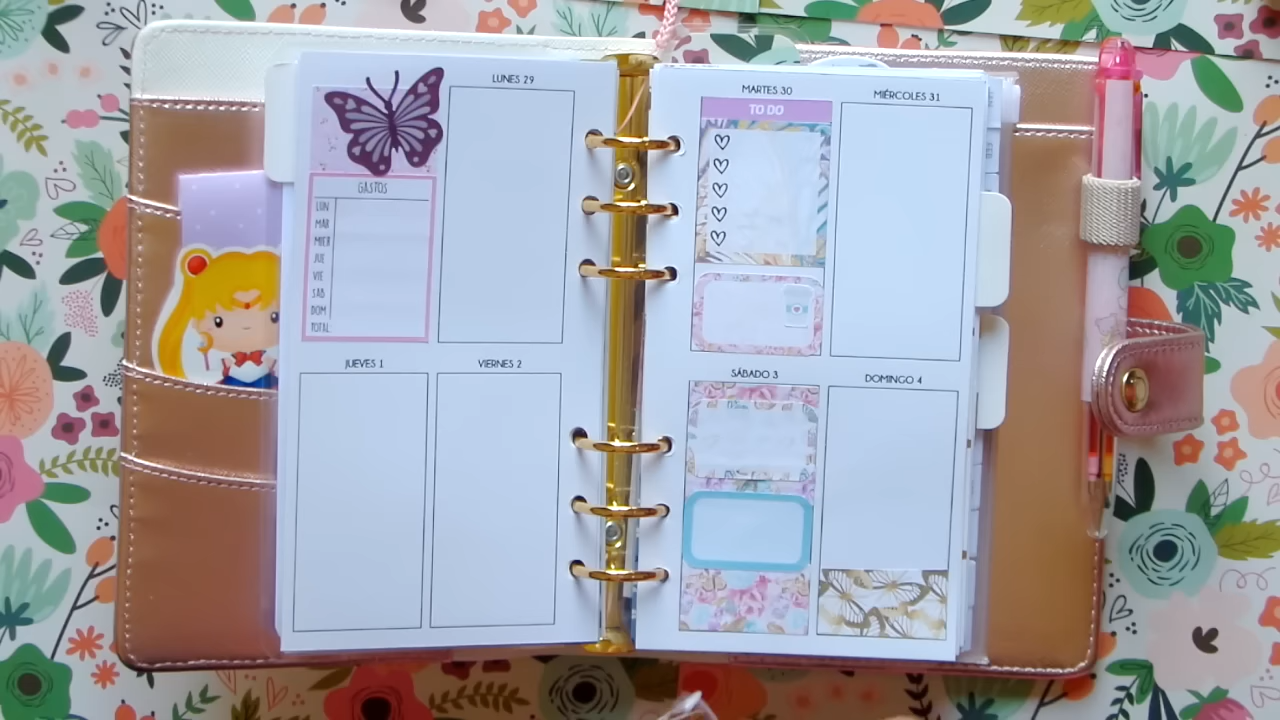 LUNES 29
GASTOS
LUN
MAR
MIER
JUE
VIE
SAB
DOM
TOTAL:
JUEVES 1
VIERNES 2
MARTES 30
TO DO
MIÉRCOLES 31
SÁBADO 3
DOMINGO 4
FEB